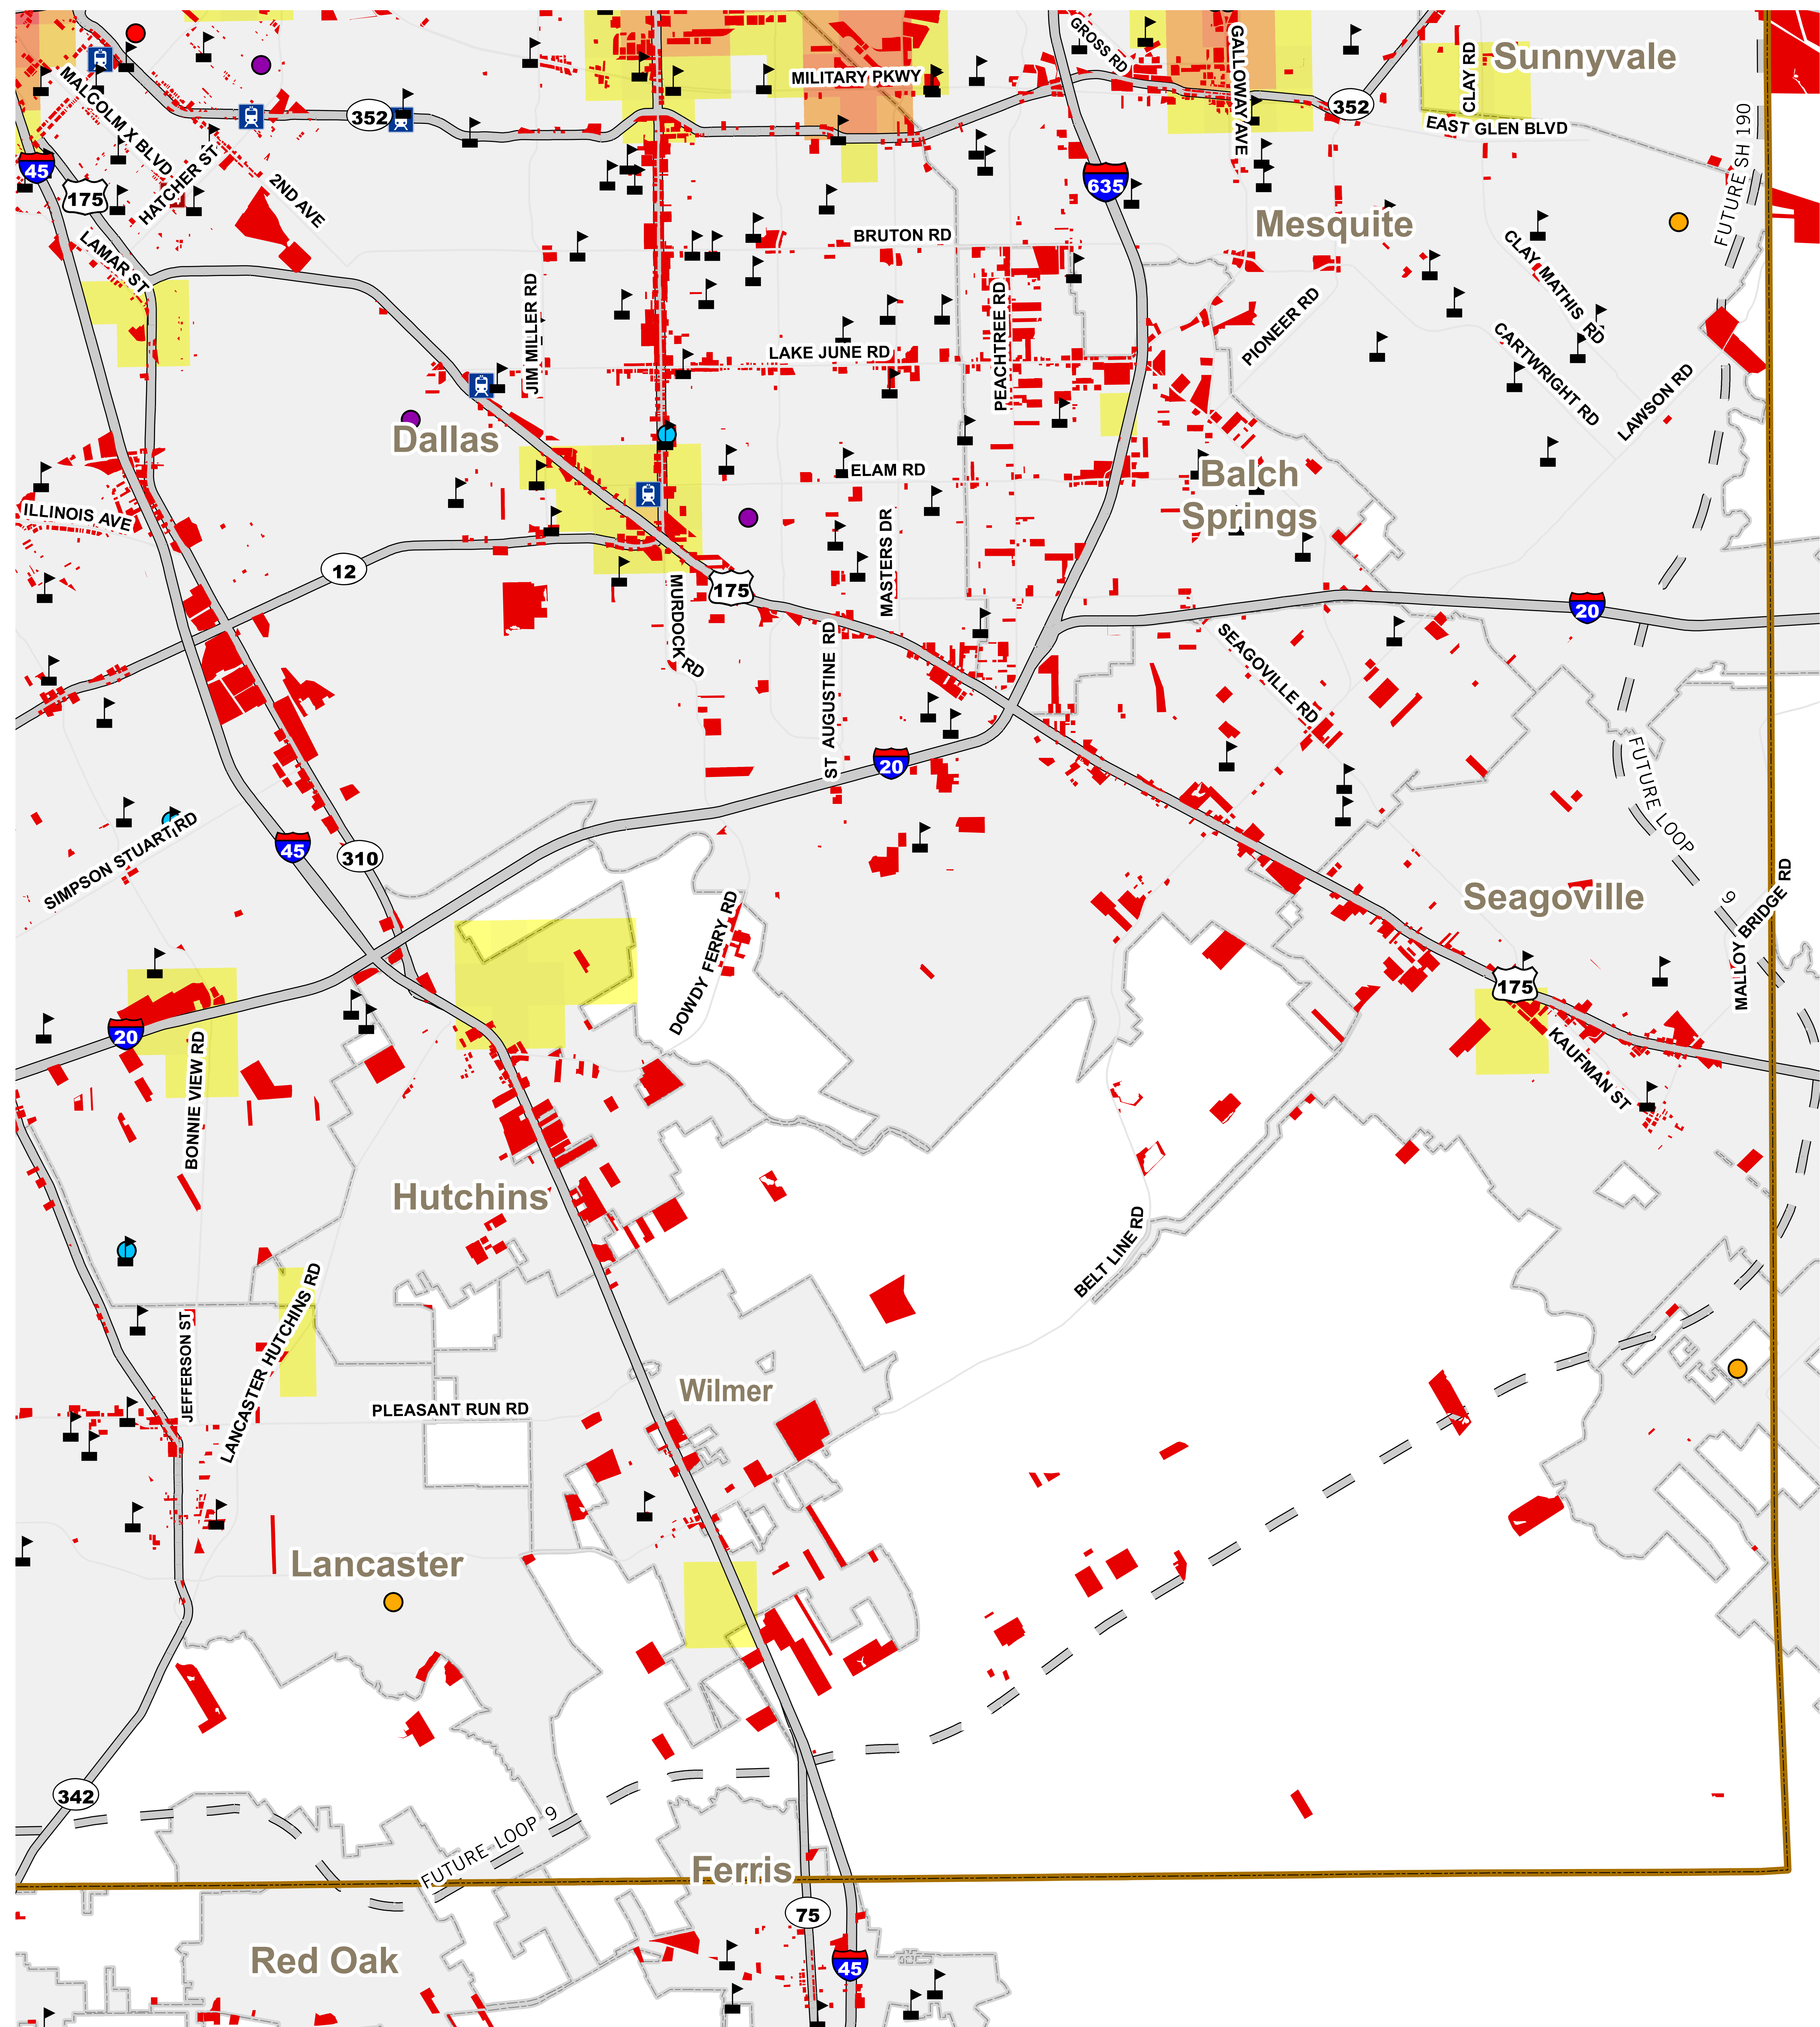 GROSS RD
GALLOWAY AVE
CLAY RD
Sunnyvale
MILITARY PKWY
MALCOLM X BLVD
352
352
EAST GLEN BLVD
FUTURE SH 190
HATCHER ST
45
175
2ND AVE
635
Mesquite
BRUTON RD
LAMAR ST
CLAY MATHIS RD
JIM MILLER RD
PEACHTREE RD
PIONEER RD
LAKE JUNE RD
CARTWRIGHT RD
LAWSON RD
Dallas
ELAM RD
Balch
Springs
ILLINOIS AVE
MASTERS DR
12
175
MURDOCK RD
20
ST AUGUSTINE RD
SEAGOVILLE RD
20
FUTURE LOOP 9
SIMPSON STUART RD
45
310
Seagoville
MALLOY BRIDGE RD
DOWDY FERRY RD
175
20
BONNIE VIEW RD
KAUFMAN ST
Hutchins
BELT LINE RD
JEFFERSON ST
LANCASTER HUTCHINS RD
Wilmer
PLEASANT RUN RD
Lancaster
342
FUTURE LOOP 9
Ferris
75
Red Oak
45